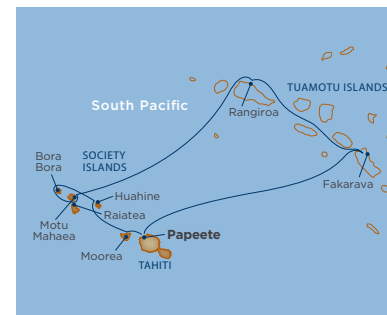 South Pacific
TUAMOTU ISLANDS
Rangiroa
Bora
Bora
SOCIETY
ISLANDS
Fakarava
Huahine
Raiatea
Motu
Mahaea
Moorea
Papeete
TAHITI